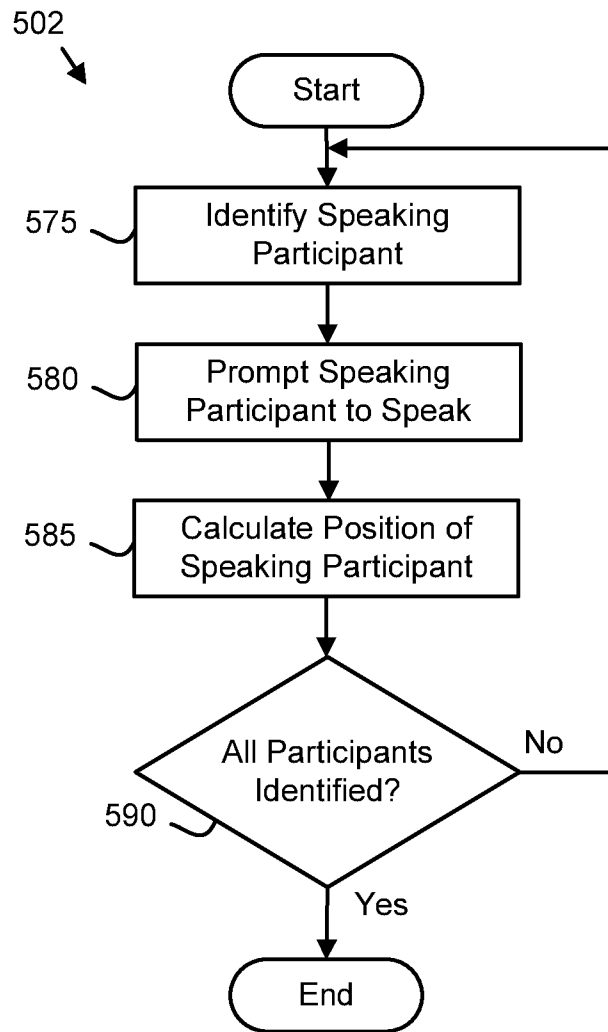 502
Start
575
Identify Speaking
Participant
580
Prompt Speaking
Participant to Speak
585
Calculate Position of
Speaking Participant
All Participants
Identified?
No
590
Yes
End